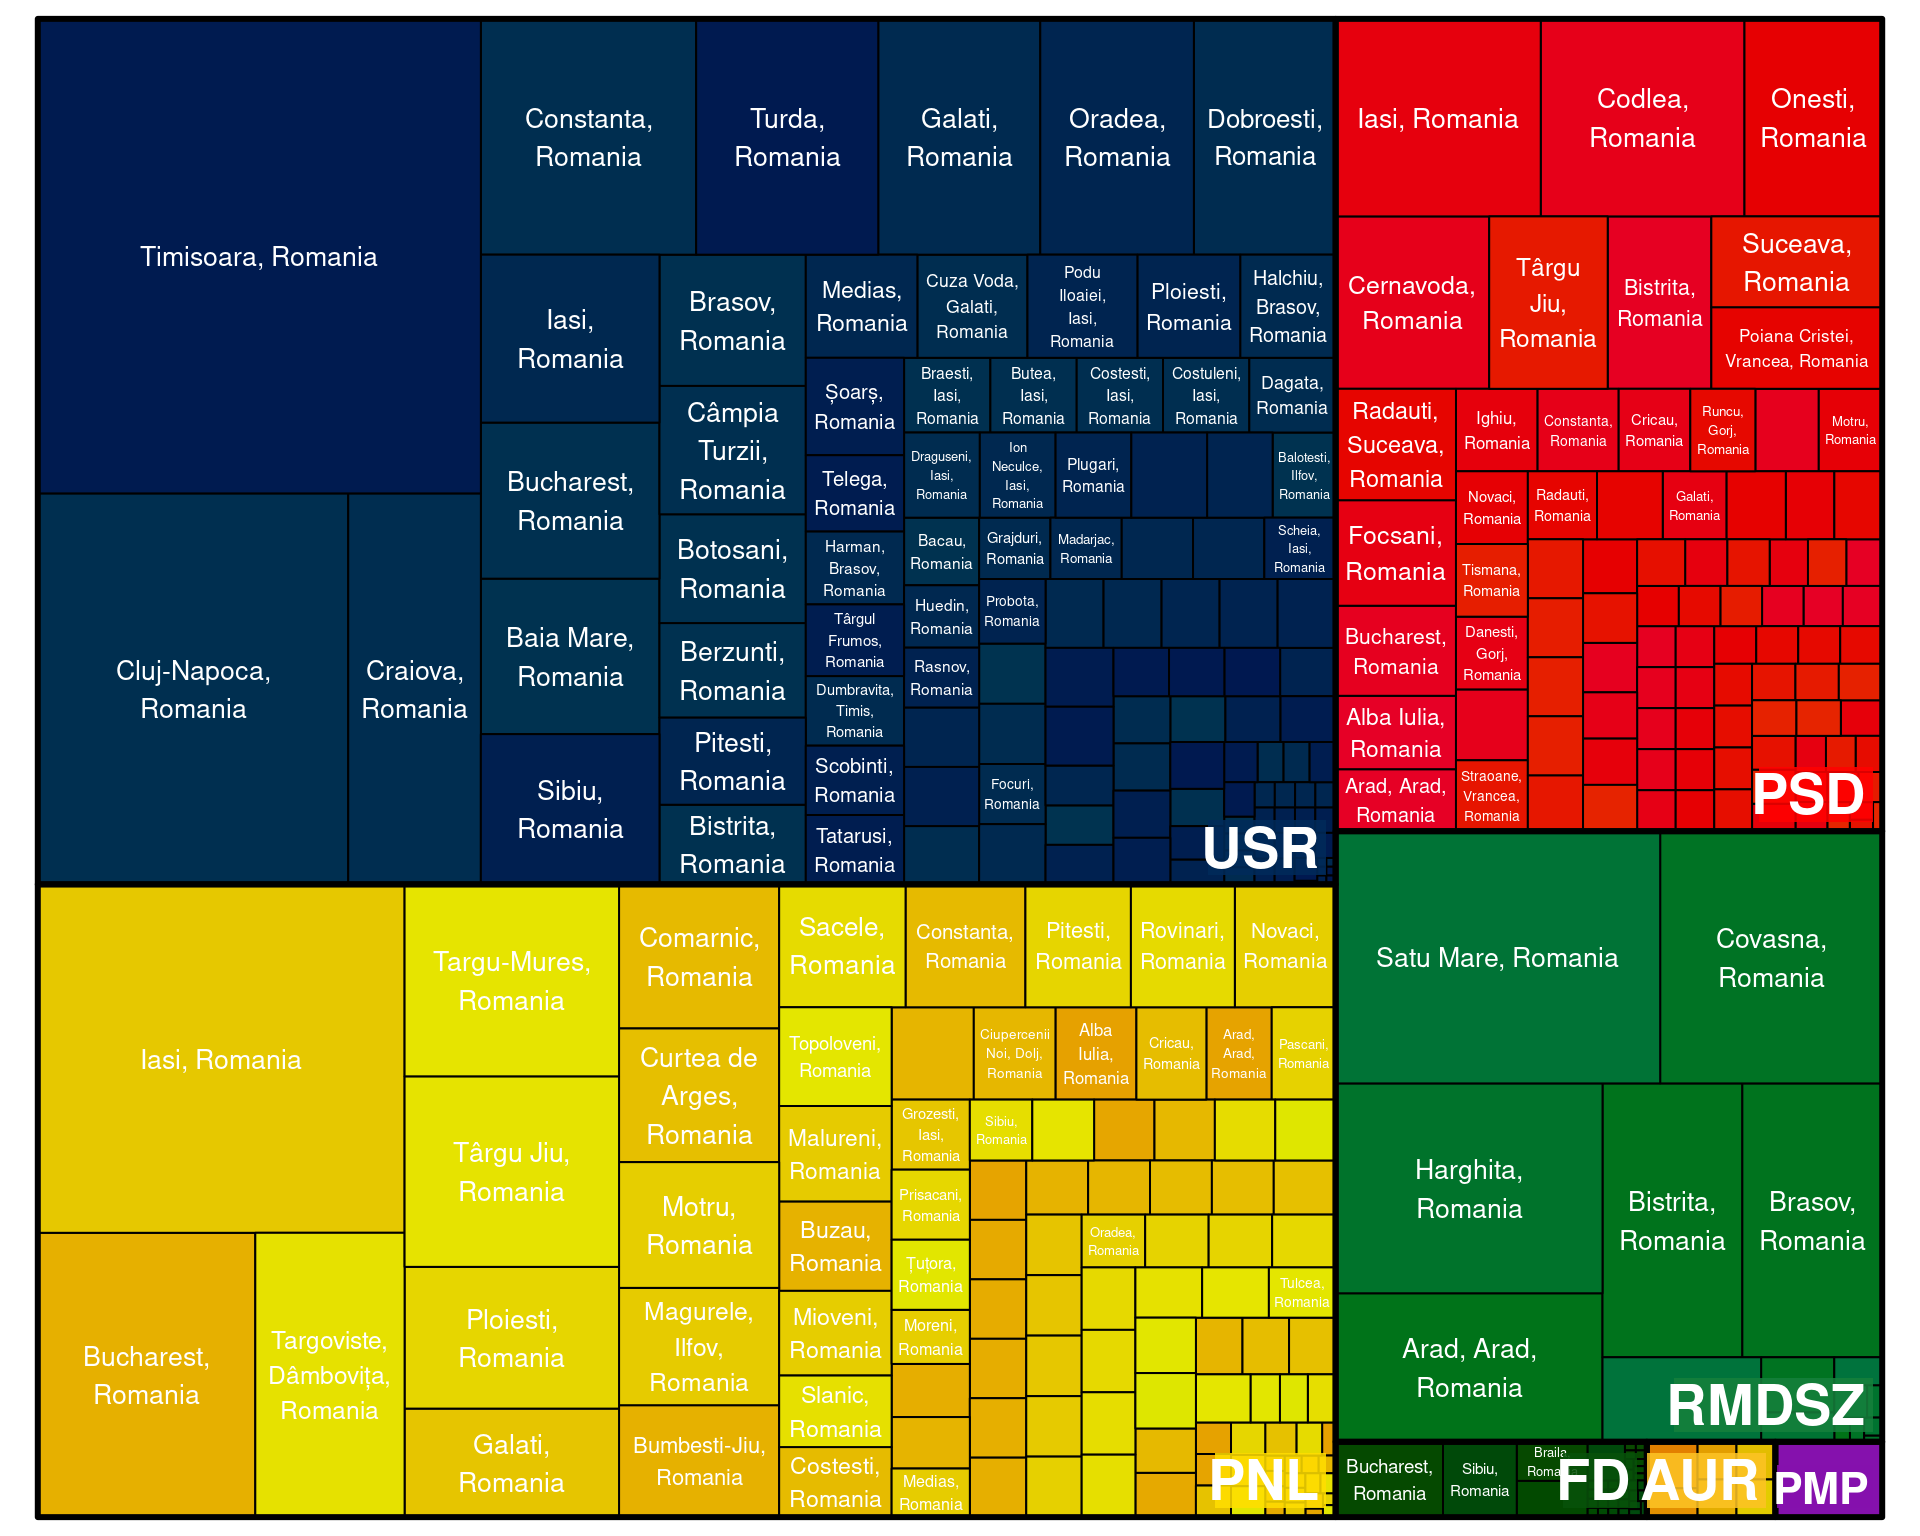 Timisoara, Romania
Cluj-Napoca,
Romania
Craiova,
Romania
Constanta,
Romania
Turda,
Romania
Galati,
Romania
Oradea,
Romania
Dobroesti,
Romania
Iasi,
Romania
Bucharest,
Romania
Baia Mare,
Romania
Sibiu,
Romania
Brasov,
Romania
Câmpia
Turzii,
Romania
Botosani,
Romania
Berzunti,
Romania
Pitesti,
Romania
Bistrita,
Romania
Medias,
Romania
Cuza Voda,
Galati,
Romania
Podu
Iloaiei,
Iasi,
Romania
Ploiesti,
Romania
Halchiu,
Brasov,
Romania
Șoarș,
Romania
Telega,
Romania
Harman,
Brasov,
Romania
Târgul
Frumos,
Romania
Dumbravita,
Timis,
Romania
Scobinti,
Romania
Tatarusi,
Romania
Braesti,
Iasi,
Romania
Butea,
Iasi,
Romania
Costesti,
Iasi,
Romania
Costuleni,
Iasi,
Romania
Dagata,
Romania
Draguseni,
Iasi,
Romania
Ion
Neculce,
Iasi,
Romania
Plugari,
Romania
Balotesti,
Ilfov,
Romania
Bacau,
Romania
Grajduri,
Romania
Madarjac,
Romania
Scheia,
Iasi,
Romania
Huedin,
Romania
Probota,
Romania
Rasnov,
Romania
Focuri,
Romania
USR
Iasi, Romania
Codlea,
Romania
Onesti,
Romania
Cernavoda,
Romania
Târgu
Jiu,
Romania
Bistrita,
Romania
Suceava,
Romania
Poiana Cristei,
Vrancea, Romania
Radauti,
Suceava,
Romania
Focsani,
Romania
Bucharest,
Romania
Alba Iulia,
Romania
Arad, Arad,
Romania
Ighiu,
Romania
Constanta,
Romania
Cricau,
Romania
Runcu,
Gorj,
Romania
Motru,
Romania
Novaci,
Romania
Radauti,
Romania
Galati,
Romania
Tismana,
Romania
Danesti,
Gorj,
Romania
Straoane,
Vrancea,
Romania
PSD
Iasi, Romania
Bucharest,
Romania
Targoviste,
Dâmbovița,
Romania
Targu-Mures,
Romania
Târgu Jiu,
Romania
Ploiesti,
Romania
Galati,
Romania
Comarnic,
Romania
Curtea de
Arges,
Romania
Motru,
Romania
Magurele,
Ilfov,
Romania
Bumbesti-Jiu,
Romania
Sacele,
Romania
Constanta,
Romania
Pitesti,
Romania
Rovinari,
Romania
Novaci,
Romania
Topoloveni,
Romania
Malureni,
Romania
Buzau,
Romania
Mioveni,
Romania
Slanic,
Romania
Costesti,
Romania
Ciupercenii
Noi, Dolj,
Romania
Alba
Iulia,
Romania
Cricau,
Romania
Arad,
Arad,
Romania
Pascani,
Romania
Grozesti,
Iasi,
Romania
Sibiu,
Romania
Prisacani,
Romania
Țuțora,
Romania
Moreni,
Romania
Medias,
Romania
Oradea,
Romania
Tulcea,
Romania
PNL
Satu Mare, Romania
Covasna,
Romania
Harghita,
Romania
Arad, Arad,
Romania
Bistrita,
Romania
Brasov,
Romania
RMDSZ
Bucharest,
Romania
Sibiu,
Romania
Braila,
Romania
FD
AUR
PMP